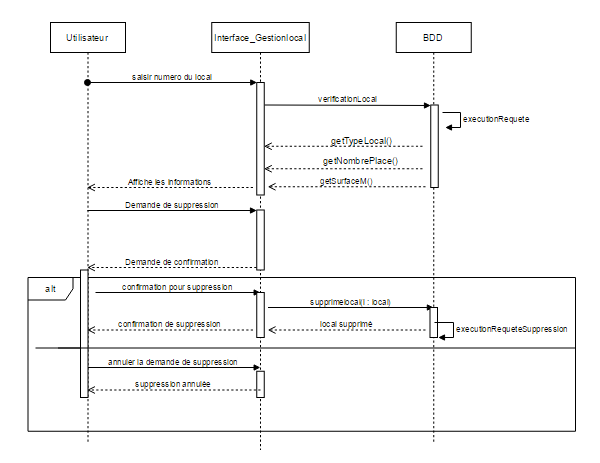 Utilisateur
Interface_Gestionlocal
BDD
saisir numero du local
verificationLocal
executionRequete
getTypeLocal()
getNombrePlace()
getSurfaceM()
Affiche les informations
Demande de suppression
Demande de confirmation
alt
confirmation pour suppression
supprimelocal(l : local)
confirmation de suppression
local supprimé
executionRequeteSuppression
annuler la demande de suppression
suppression annulée